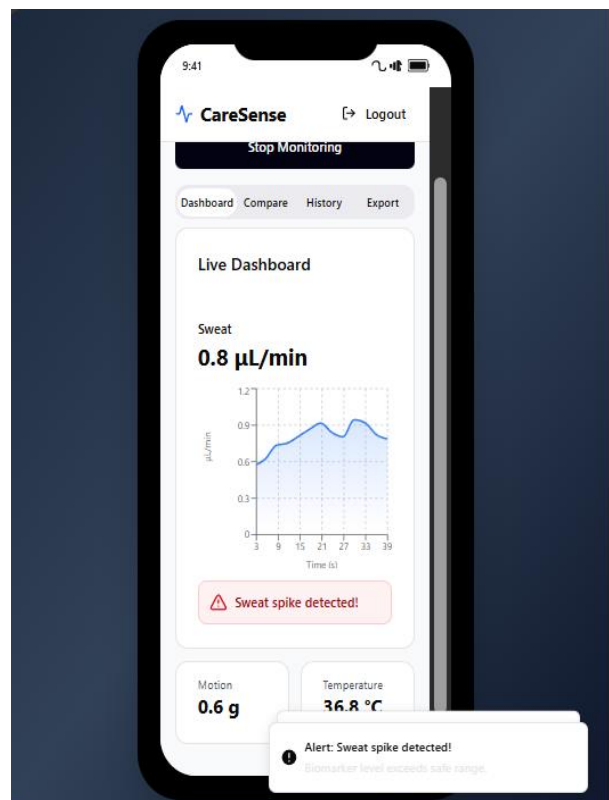 9:41
CareSense
Logout
Stop Monitoring
Dashboard Compare History Export
Live Dashboard
Sweat
0.8 µL/min
1.2
0.9
0.6
0.3
0
µL/min
3 9 15 21 27 33 39
Time (s)
Sweat spike detected!
Motion
0.6 g
Temperature
36.8 °C
Alert: Sweat spike detected!
Biomarker level exceeds safe range.